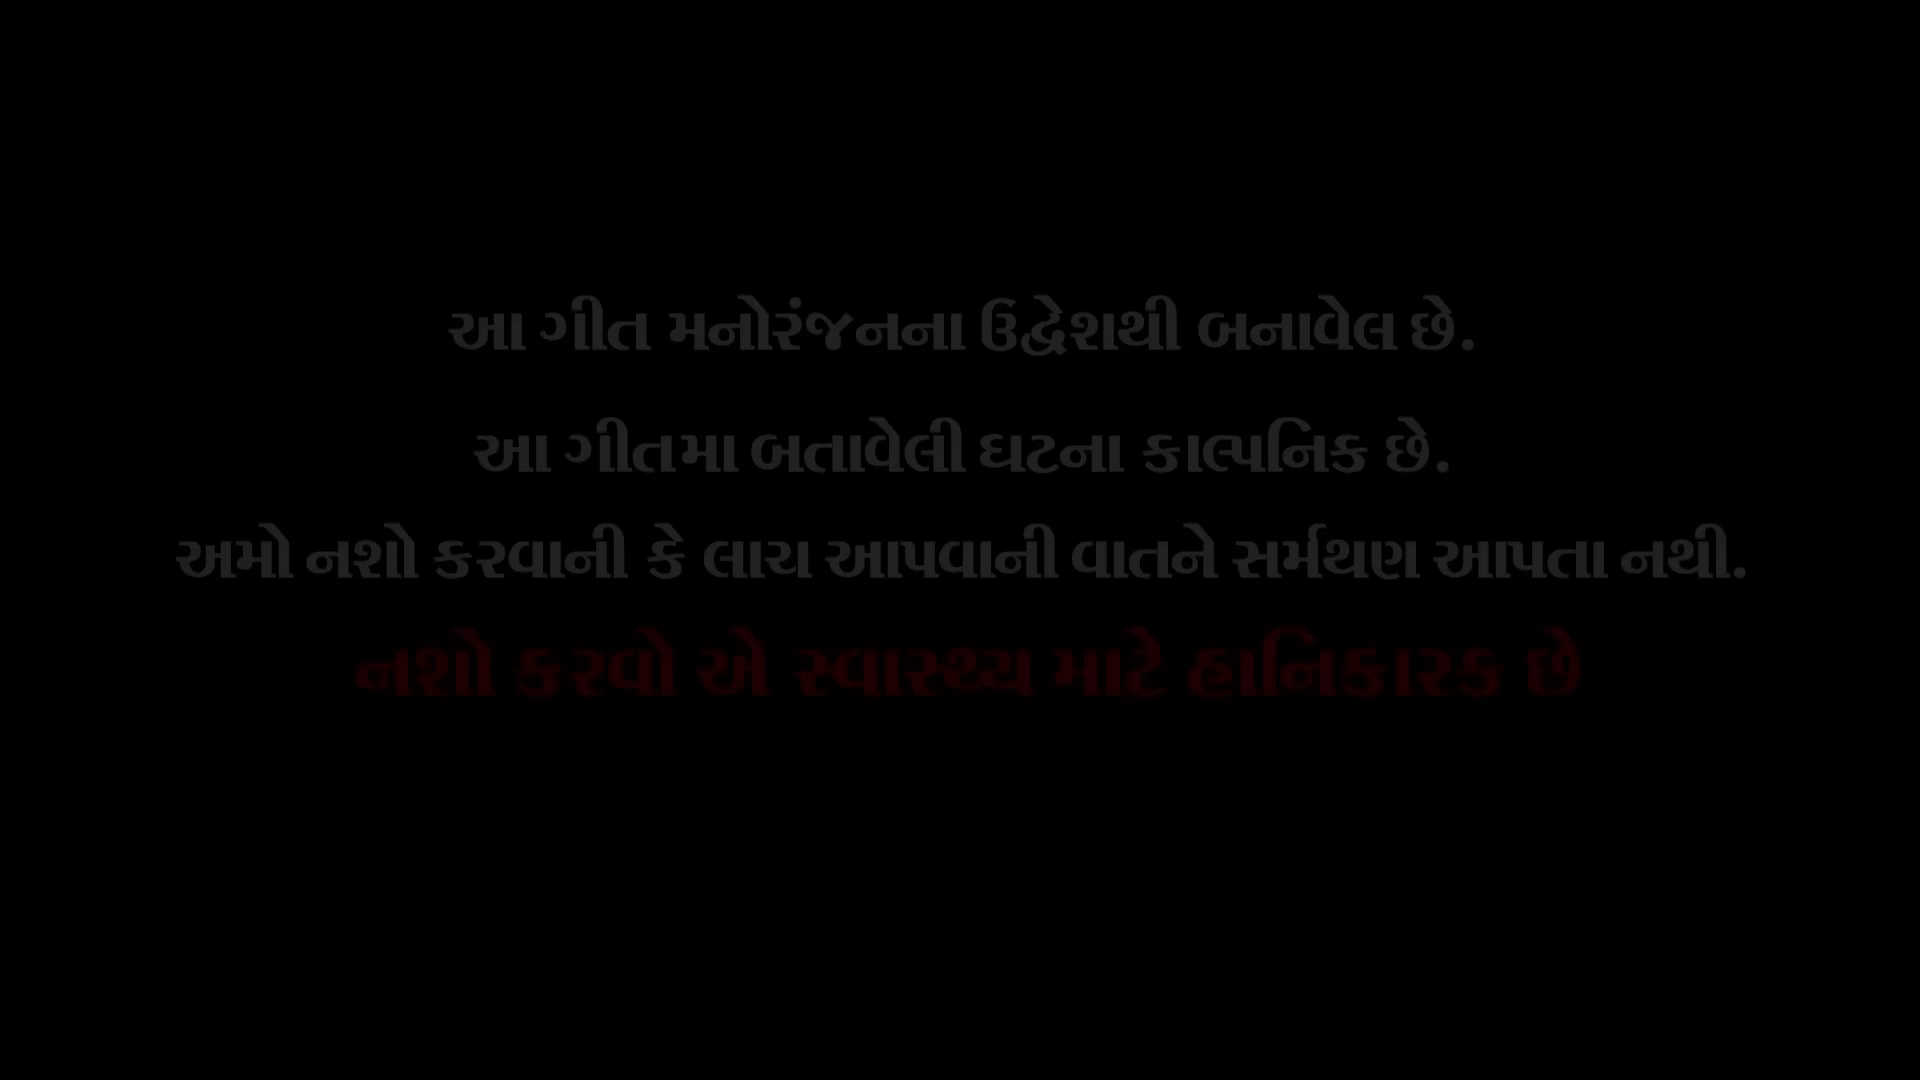 આ ગીત મનોરંજનના ઉદ્વેશથી બનાવેલ છે.
આ ગીતમા બતાવેલી ઘટના કાલ્પનિક છે.
અમો નશો કરવાની કે લાચ આપવાની વાતને સર્મથણ આપતા નથી.
નશો કરવો એ સ્વાસ્થ્ય માટે હાનિકારક છે